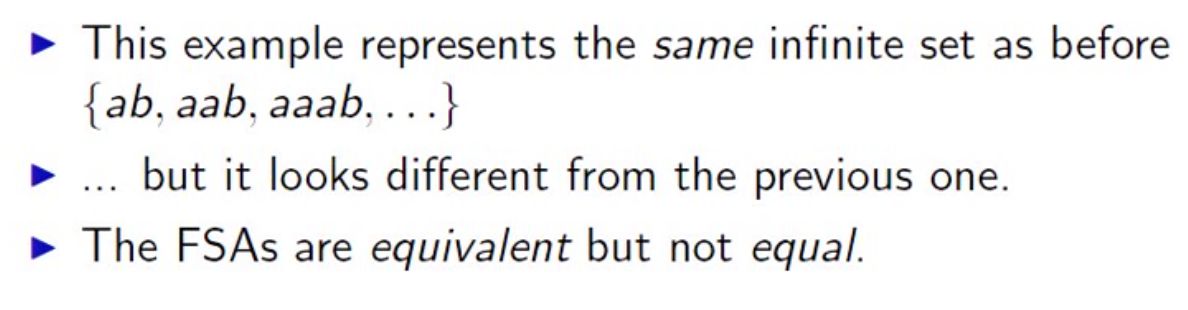 ▶ This example represents the same infinite set as before
{ab, aab, aaab, . . .}
▶ ... but it looks different from the previous one.
▶ The FSAs are equivalent but not equal.